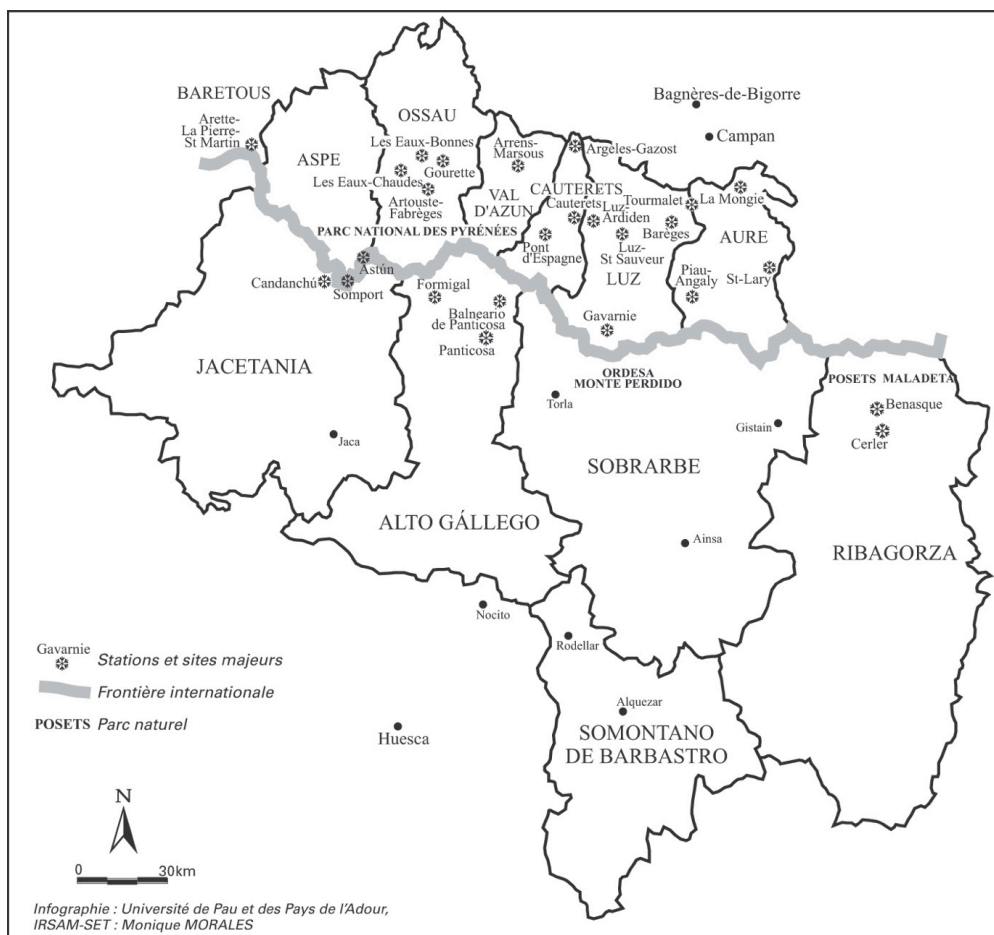 BARETOUS
Arette-
La Pierre-
St Martin
ASPE
OSSAU
Les Eaux-Bonnes
Gourette
Les Eaux-Chaudes
Artouste-
Fabrèges
Arrens-
Marsous
VAL
D'AZUN
Bagnères-de-Bigorre
Campan
Argeles-Gazost
CAUTERETS
Cauterets
Pont
d'Espagne
Luz-
Ardiden
Tourmalet
Barèges
Luz-
St Sauveur
LUZ
Gavarnie
La Mongie
AURE
Piau-
Angaly
St-Lary
PARC NATIONAL DES PYRÉNÉES
Candanchú
Astún
Somport
Formigal
Balneario
de Panticosa
Panticosa
JACETANIA
Jaca
ORDESA
MONTE PERDIDO
Torla
Gistain
SOBRARBE
Ainsa
POSETS MALADETA
Benasque
Cerler
RIBAGORZA
ALTO GÁLLEGO
Nocito
Rodellar
Alquezar
SOMONTANO
DE BARBASTRO
Huesca
Gavarnie
Stations et sites majeurs
Frontière internationale
POSETS Parc naturel
N
0 30km
Infographie : Université de Pau et des Pays de l'Adour,
IRSAM-SET : Monique MORALES